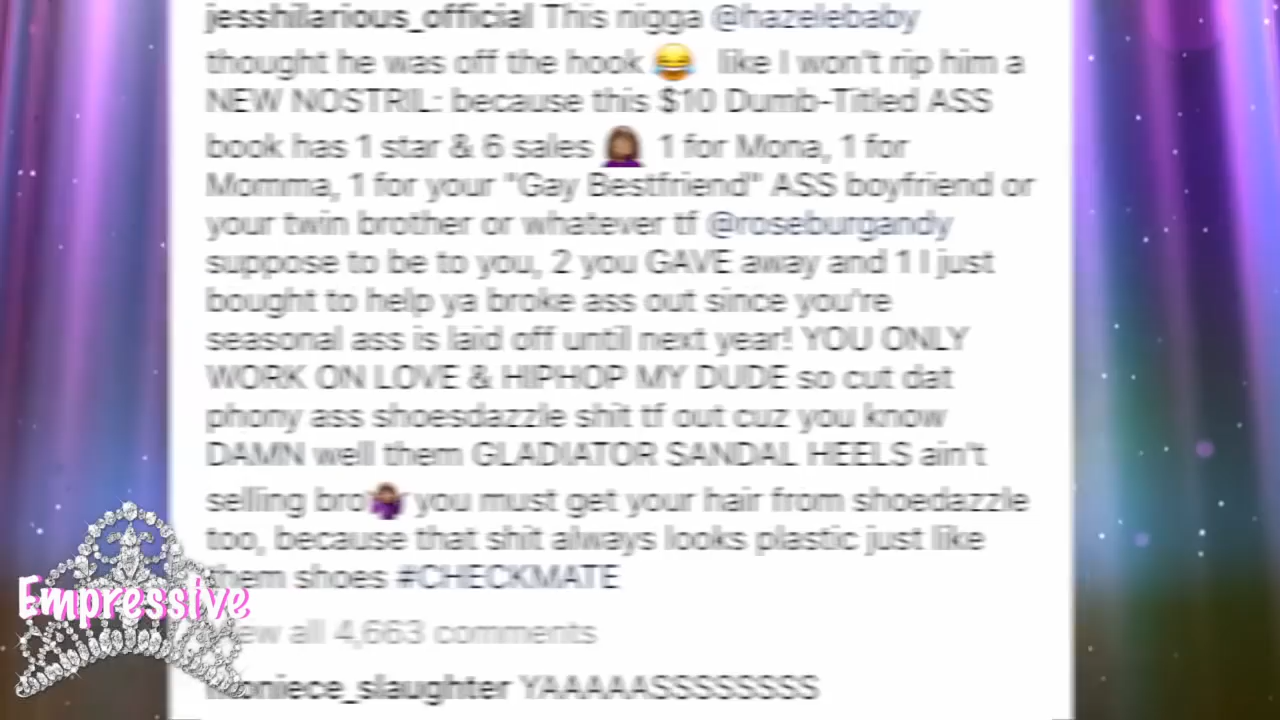 jesshilarious_official This nigga @hazelebaby
thought he was off the hook 😂 like I won't rip him a
NEW NOSTRIL: because this $10 Dumb-Titled ASS
book has 1 star & 6 sales 🤷🏽‍♀️ 1 for Mona, 1 for
Momma, 1 for your "Gay Bestfriend" ASS boyfriend or
your twin brother or whatever tf @roseburgandy
suppose to be to you, 2 you GAVE away and 1 I just
bought to help ya broke ass out since you're
seasonal ass is laid off until next year! YOU ONLY
WORK ON LOVE & HIPHOP MY DUDE so cut dat
phony ass shoesdazzle shit tf out cuz you know
DAMN well them GLADIATOR SANDAL HEELS ain't
selling bro🤷🏽‍♀️ you must get your hair from shoedazzle
too, because that shit always looks plastic just like
them shoes #CHECKMATE
Empressive
all 4,663 comments
YAAAAASSSSSSSSS